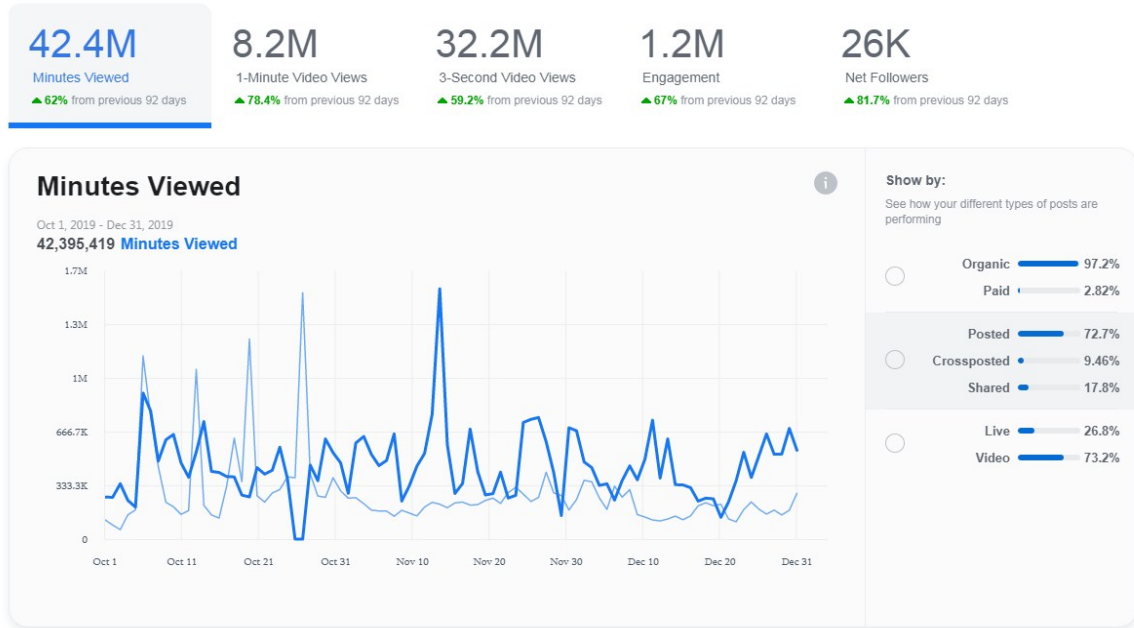 42.4M
Minutes Viewed
62% from previous 92 days
8.2M
1-Minute Video Views
78.4% from previous 92 days
32.2M
3-Second Video Views
59.2% from previous 92 days
1.2M
Engagement
67% from previous 92 days
26K
Net Followers
81.7% from previous 92 days
Minutes Viewed
i
Oct 1, 2019 - Dec 31, 2019
42,395,419 Minutes Viewed
1.7M
1.3M
1M
666.7K
333.3K
0
Oct 1 Oct 11 Oct 21 Oct 31 Nov 10 Nov 20 Nov 30 Dec 10 Dec 20 Dec 31
Show by:
See how your different types of posts are
performing
Organic 97.2%
Paid 2.82%
Posted 72.7%
Crossposted 9.46%
Shared 17.8%
Live 26.8%
Video 73.2%